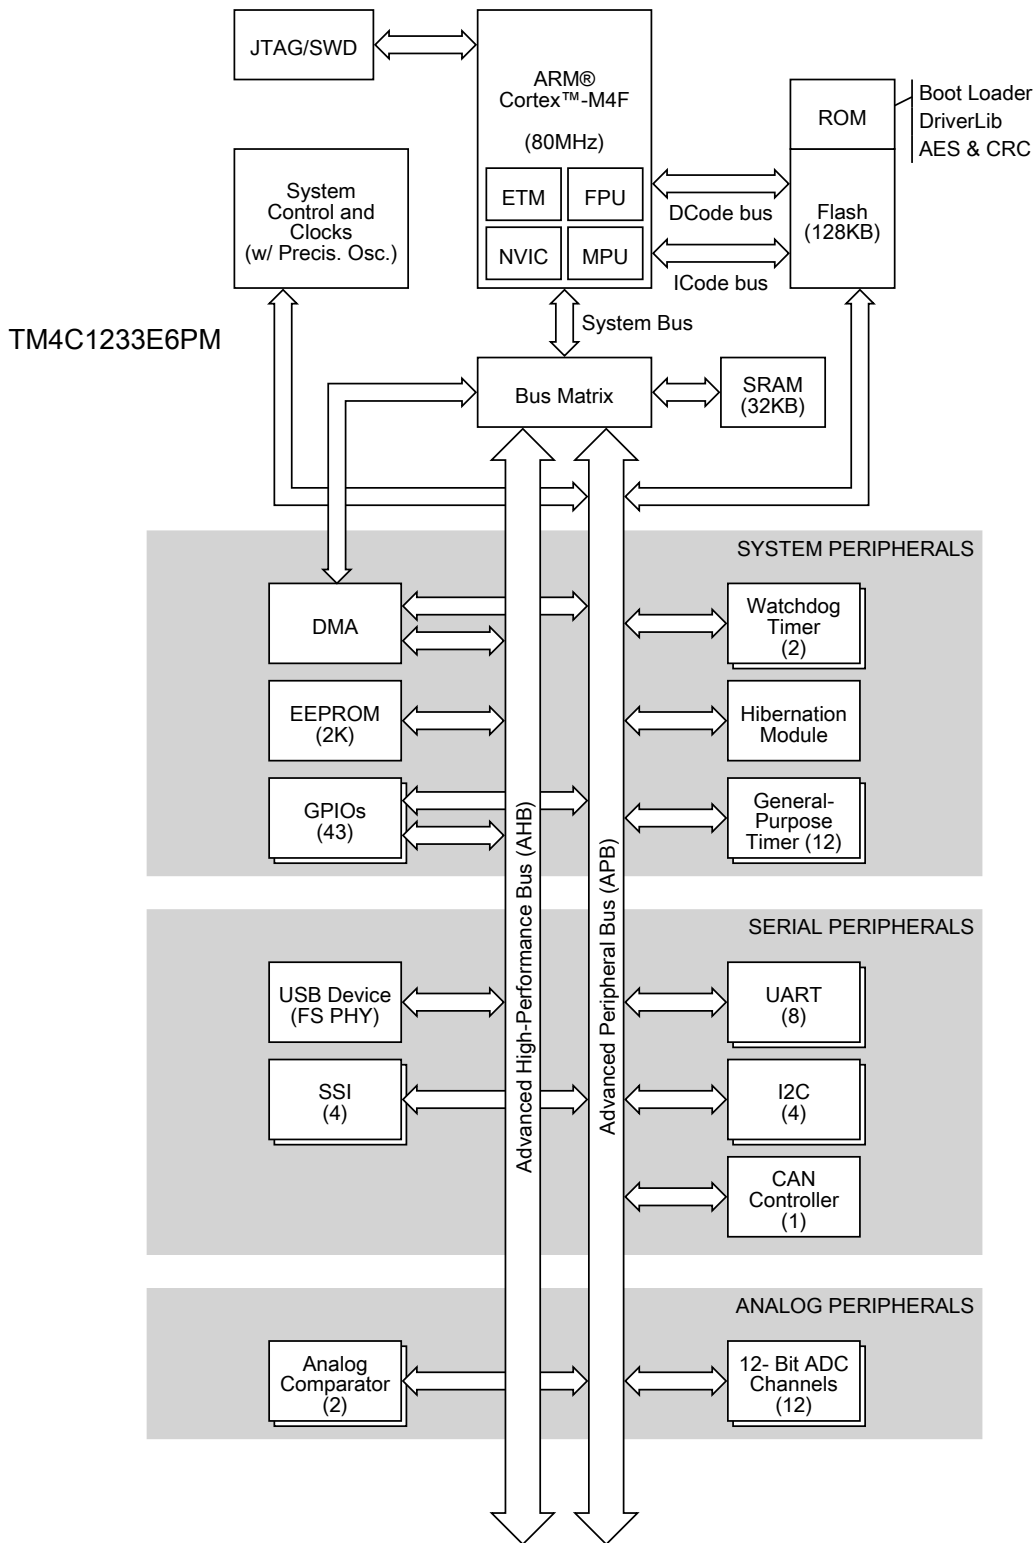 JTAG/SWD
ARM®
Cortex™-M4F
(80MHz)
ETM
FPU
NVIC
MPU
ROM
Boot Loader
DriverLib
AES & CRC
Flash
(128KB)
DCode bus
ICode bus
System
Control and
Clocks
(w/ Precis. Osc.)
System Bus
TM4C1233E6PM
Bus Matrix
SRAM
(32KB)
SYSTEM PERIPHERALS
DMA
Watchdog
Timer
(2)
EEPROM
(2K)
Hibernation
Module
GPIOs
(43)
General-
Purpose
Timer (12)
Advanced High-Performance Bus (AHB)
Advanced Peripheral Bus (APB)
SERIAL PERIPHERALS
USB Device
(FS PHY)
UART
(8)
SSI
(4)
I2C
(4)
CAN
Controller
(1)
ANALOG PERIPHERALS
Analog
Comparator
(2)
12- Bit ADC
Channels
(12)